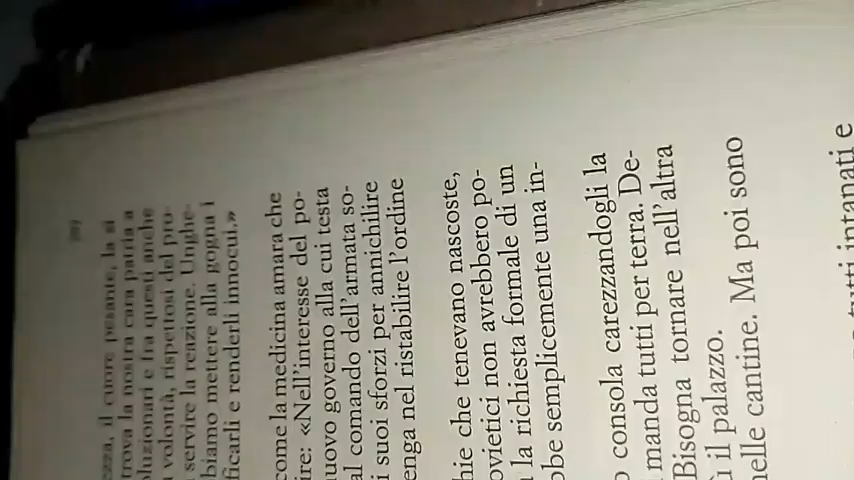 il cuore pesante, la si
trova la nostra cara patria a
oluzionari e fra questi anche
volontà, rispettosi del pro-
servire la reazione. Unghe-
biamo mettere alla gogna i
ficarli e renderli innocui.»
come la medicina amara che
ire: «Nell'interesse del po-
uovo governo alla cui testa
al comando dell'armata so-
i suoi sforzi per annichilire
enga nel ristabilire l'ordine
hie che tenevano nascoste,
ovietici non avrebbero po-
la richiesta formale di un
bbe semplicemente una in-
o consola carezzandogli la
manda tutti per terra. De-
Bisogna tornare nell'altra
ù il palazzo.
nelle cantine. Ma poi sono
tutti intanati e